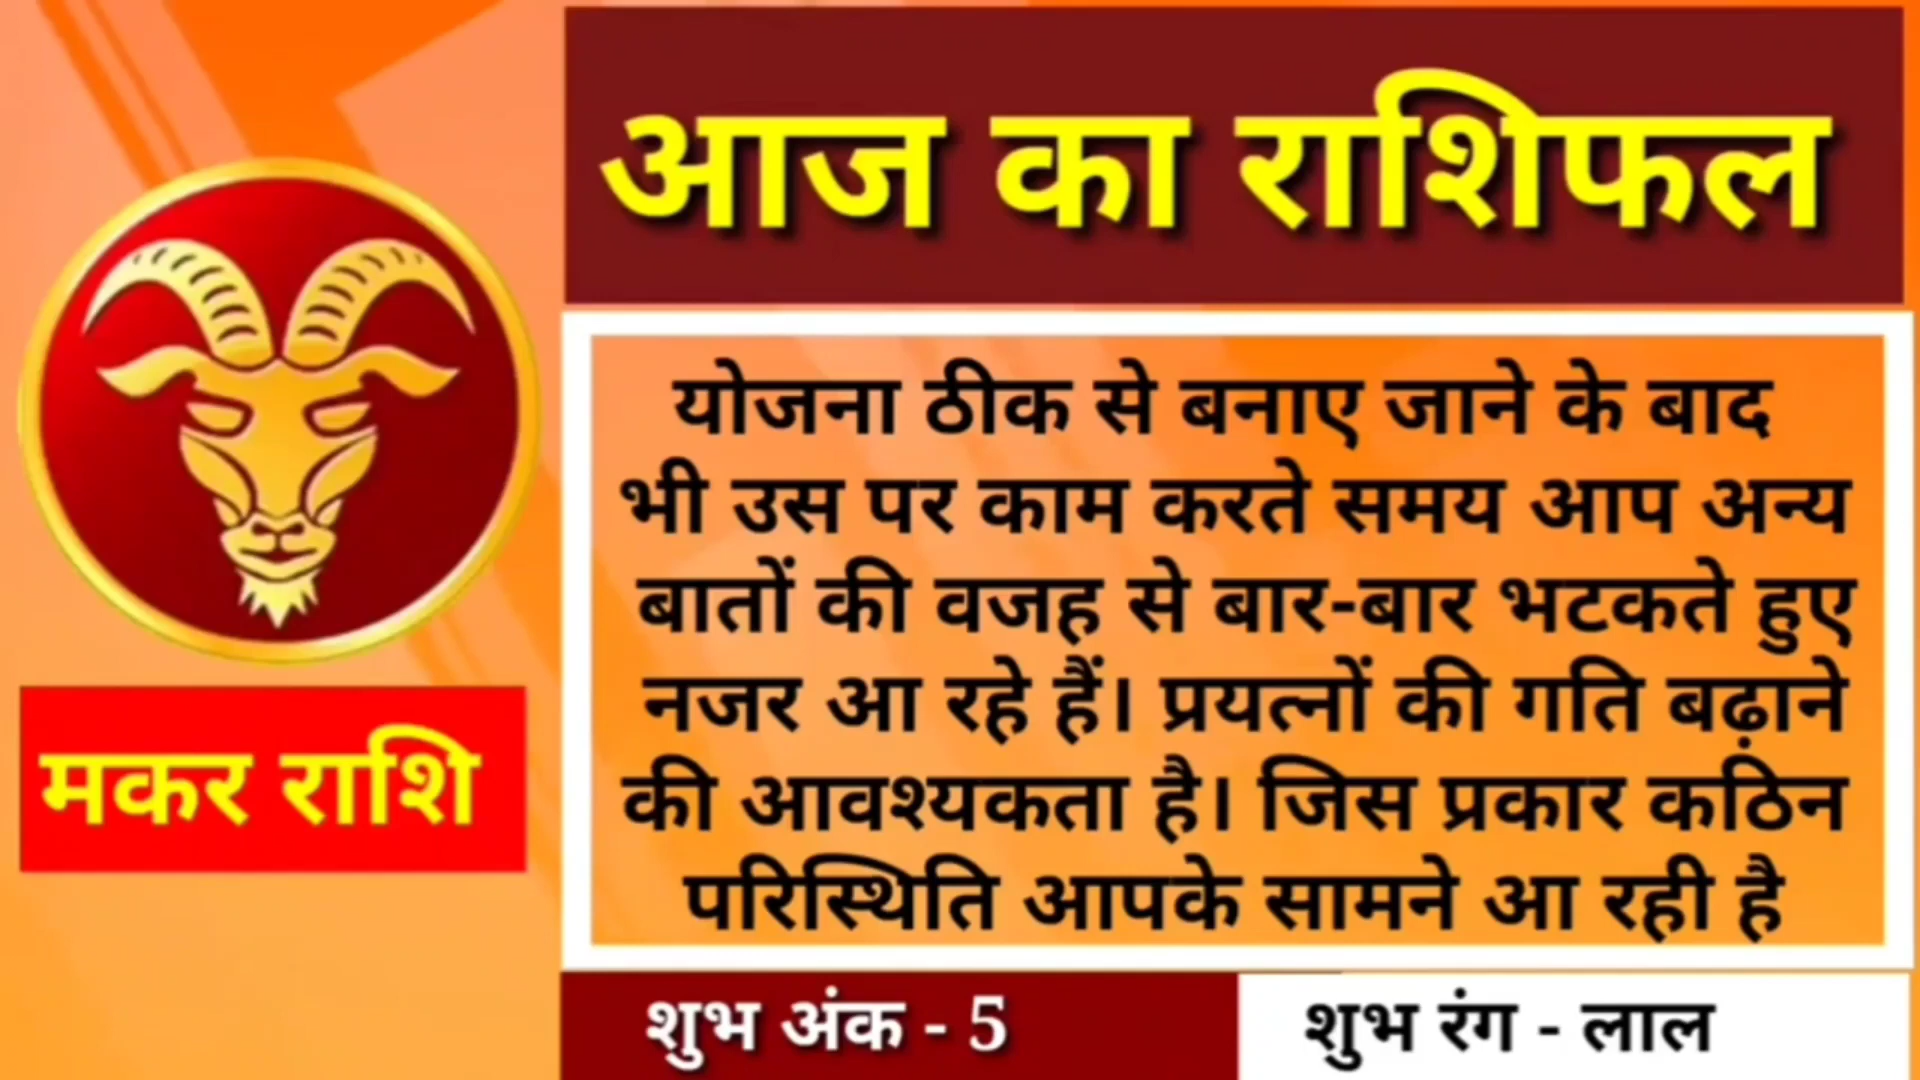 आज का राशिफल
योजना ठीक से बनाए जाने के बाद
भी उस पर काम करते समय आप अन्य
बातों की वजह से बार-बार भटकते हुए
नजर आ रहे हैं। प्रयत्नों की गति बढ़ाने
की आवश्यकता है। जिस प्रकार कठिन
परिस्थिति आपके सामने आ रही है
मकर राशि
शुभ अंक - 5
शुभ रंग - लाल